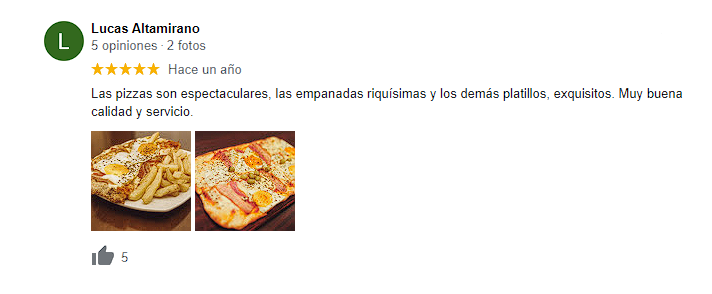 L
Lucas Altamirano
5 opiniones · 2 fotos
Hace un año
Las pizzas son espectaculares, las empanadas riquísimas y los demás platillos, exquisitos. Muy buena
calidad y servicio.
5